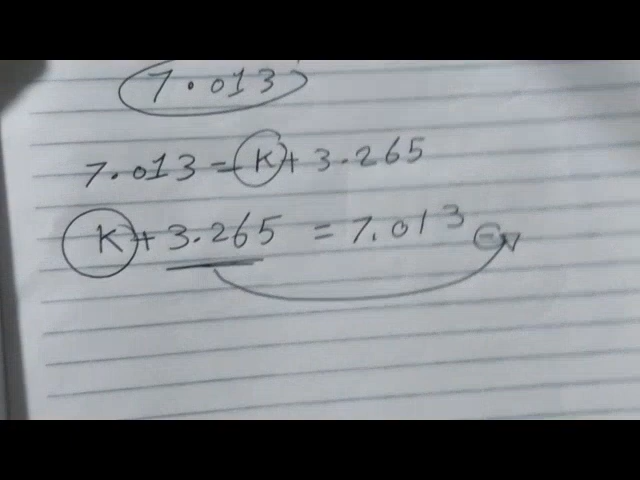 7.013
7.013 = K + 3.265
K + 3.265 = 7.013 -